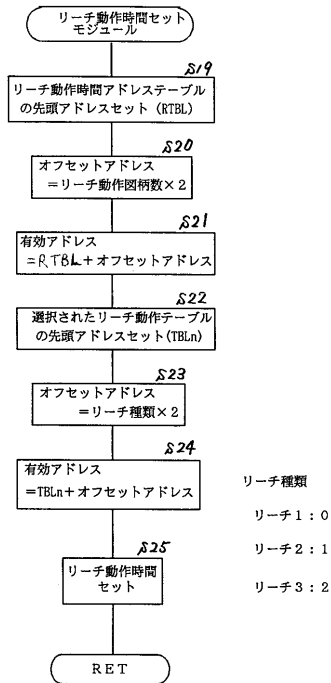 リーチ動作時間セット
モジュール
S19
リーチ動作時間アドレステーブル
の先頭アドレスセット(RTBL)
S20
オフセットアドレス
=リーチ動作図柄数×2
S21
有効アドレス
=RTBL+オフセットアドレス
S22
選択されたリーチ動作テーブル
の先頭アドレスセット(TBLn)
S23
オフセットアドレス
=リーチ種類×2
S24
有効アドレス
=TBLn+オフセットアドレス
リーチ種類
リーチ1:0
リーチ2:1
リーチ3:2
S25
リーチ動作時間
セット
RET